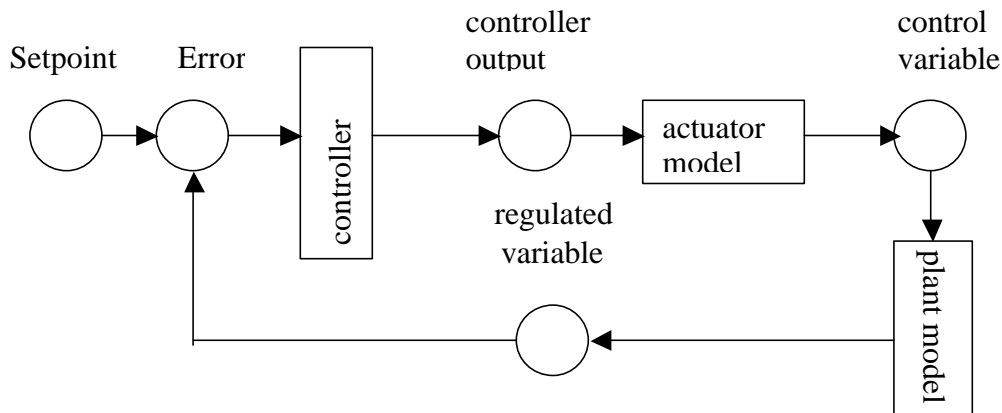 Setpoint
Error
controller
output
control
variable
controller
actuator
model
regulated
variable
plant model